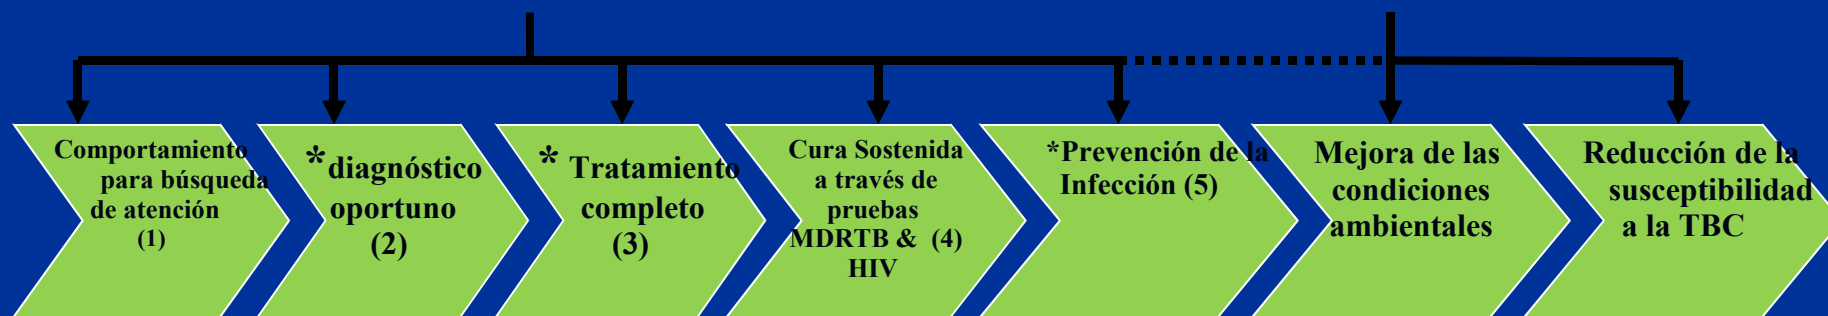 Comportamiento
para búsqueda
de atención
(1)
*diagnóstico
oportuno
(2)
* Tratamiento
completo
(3)
Cura Sostenida
a través de
pruebas
MDRTB & (4)
HIV
*Prevención de la
Infección (5)
Mejora de las
condiciones
ambientales
Reducción de la
susceptibilidad
a la TBC